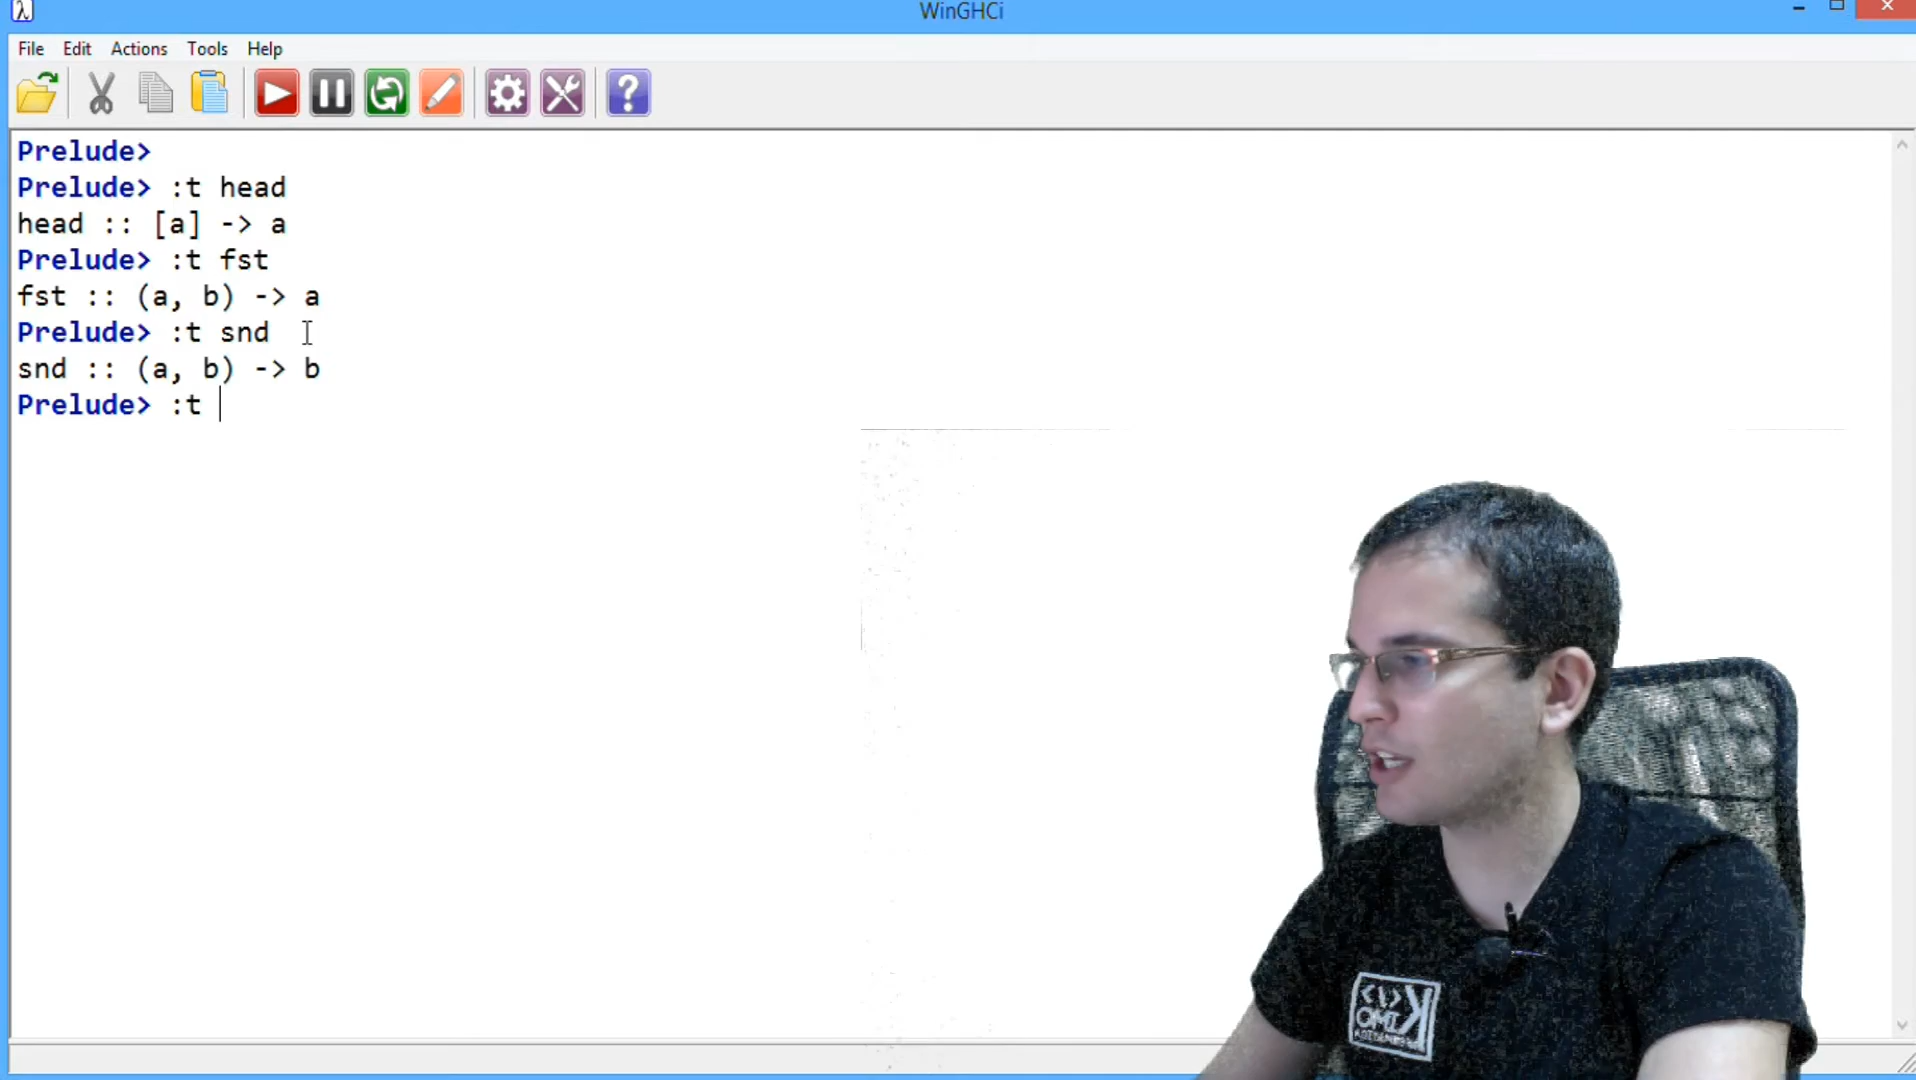 WinGHCi
File Edit Actions Tools Help
Prelude>
Prelude> :t head
head :: [a] -> a
Prelude> :t fst
fst :: (a, b) -> a
Prelude> :t snd
snd :: (a, b) -> b
Prelude> :t